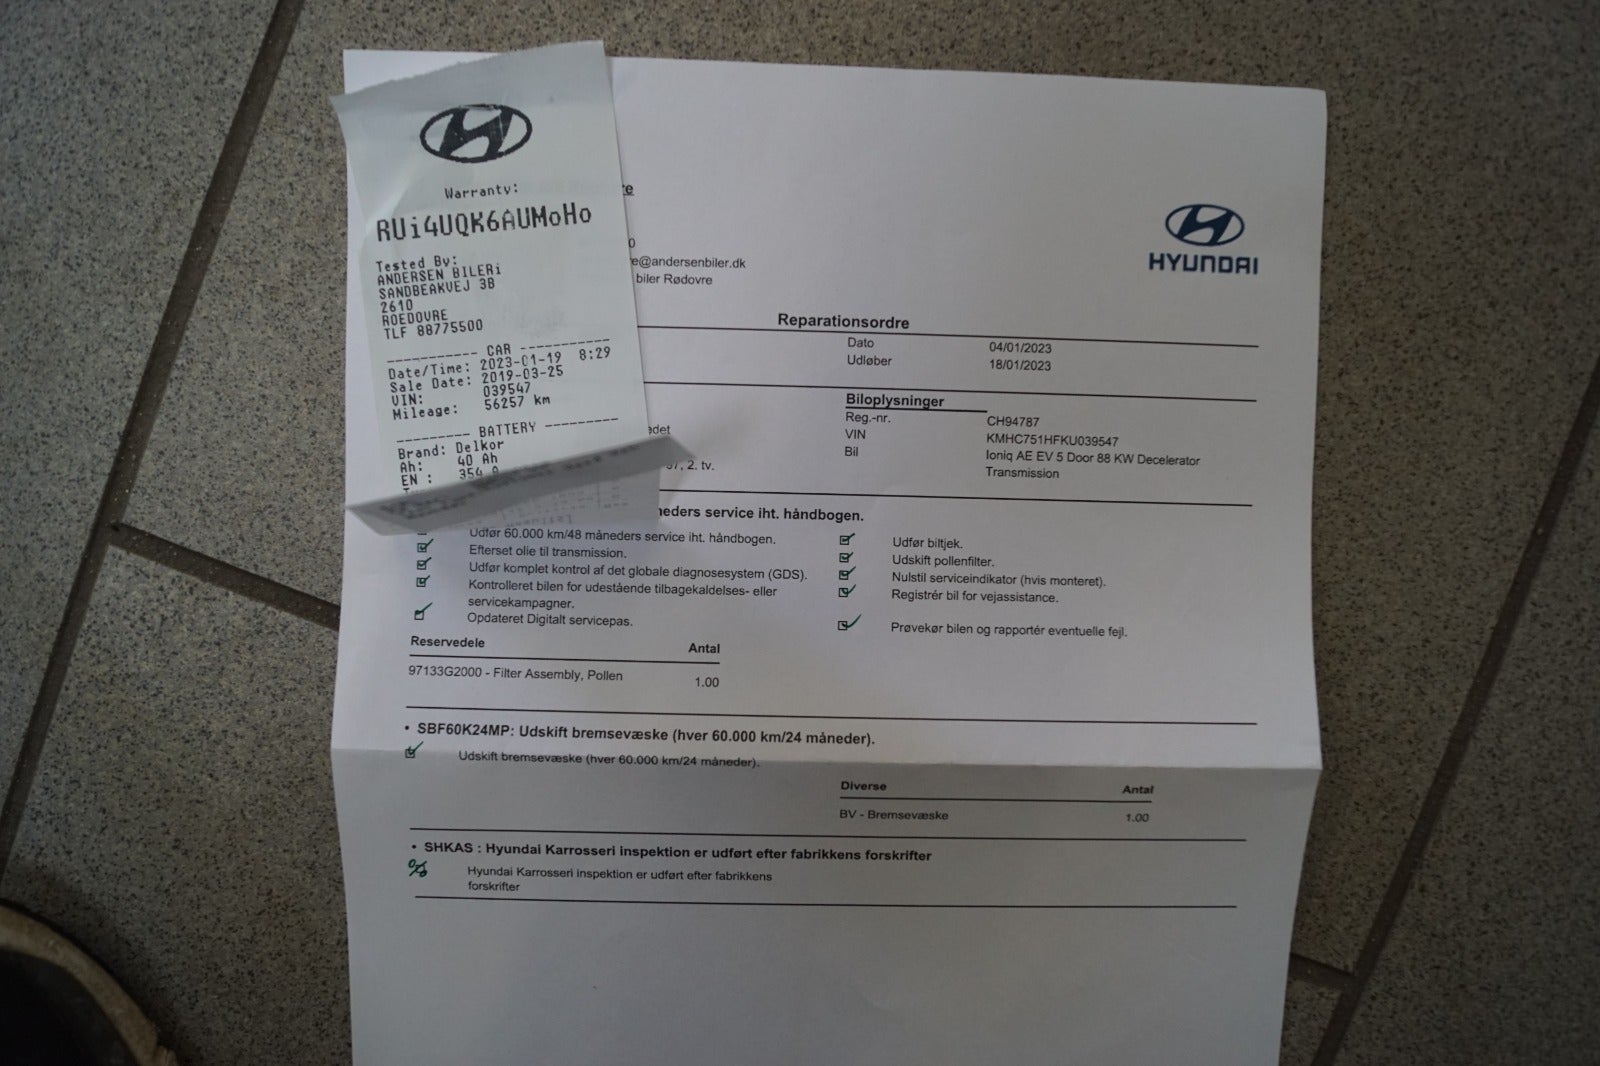 Warranty:
RUi4UQK6AUMoHo
Tested By:
ANDERSEN BILERi
SANDBEAKVEJ 3B
2610
ROEDOVRE
TLF 88775500
CAR
Date/Time: 2023-01-19 8:29
Sale Date: 2019-03-25
VIN: 039547
Mileage: 56257 km
BATTERY
Brand: Delkor
Ah: 40 Ah
EN : 354 A
re
0
e@andersenbiler.dk
biler Rødovre
HYUNDAI
Reparationsordre
Dato 04/01/2023
Udløber 18/01/2023
Biloplysninger
Reg.-nr. CH94787
VIN KMHC751HFKU039547
Bil Ioniq AE EV 5 Door 88 KW Decelerator
Transmission
edet
, 2. tv.
neders service iht. håndbogen.
Udfør 60.000 km/48 måneders service iht. håndbogen.
Efterset olie til transmission.
Udfør komplet kontrol af det globale diagnosesystem (GDS).
Kontrolleret bilen for udestående tilbagekaldelses- eller
servicekampagner.
Opdateret Digitalt servicepas.
Udfør biltjek.
Udskift pollenfilter.
Nulstil serviceindikator (hvis monteret).
Registrér bil for vejassistance.
Prøvekør bilen og rapportér eventuelle fejl.
Reservedele Antal
97133G2000 - Filter Assembly, Pollen 1.00
• SBF60K24MP: Udskift bremsevæske (hver 60.000 km/24 måneder).
Udskift bremsevæske (hver 60.000 km/24 måneder).
Diverse Antal
BV - Bremsevæske 1.00
• SHKAS : Hyundai Karrosseri inspektion er udført efter fabrikkens forskrifter
Hyundai Karrosseri inspektion er udført efter fabrikkens
forskrifter